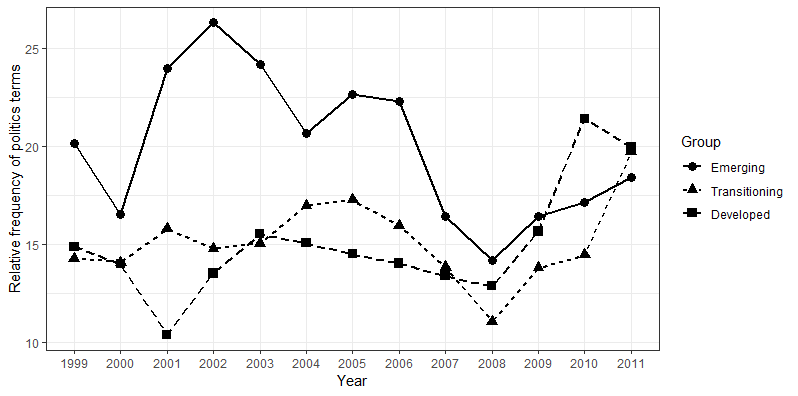 Relative frequency of politics terms
25
20
15
10
1999 2000 2001 2002 2003 2004 2005 2006 2007 2008 2009 2010 2011
Year
Group
Emerging
Transitioning
Developed